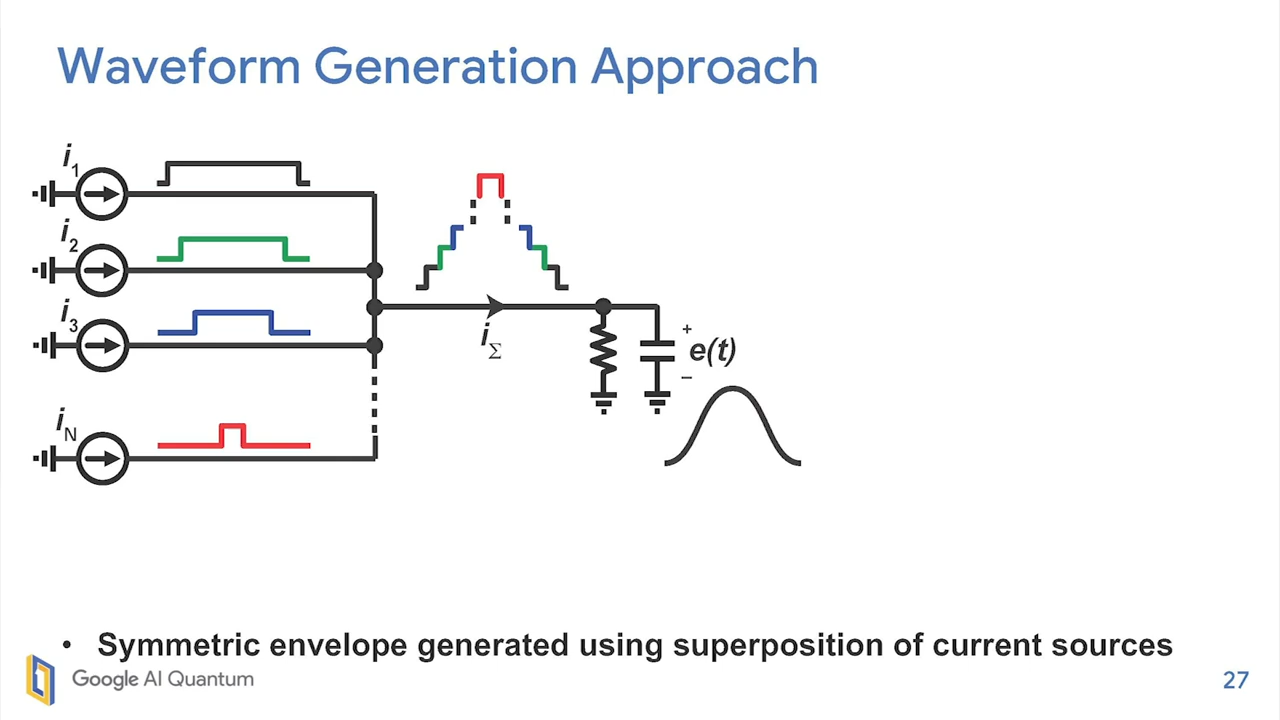 Waveform Generation Approach
i1
i2
i3
iN
iΣ
+
e(t)
−
• Symmetric envelope generated using superposition of current sources
Google AI Quantum
27